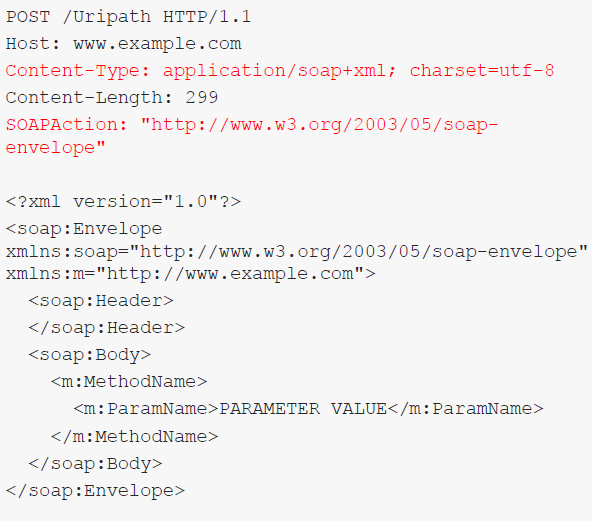 POST /Uripath HTTP/1.1
Host: www.example.com
Content-Type: application/soap+xml; charset=utf-8
Content-Length: 299
SOAPAction: "http://www.w3.org/2003/05/soap-
envelope"
<?xml version="1.0"?>
<soap:Envelope
xmlns:soap="http://www.w3.org/2003/05/soap-envelope"
xmlns:m="http://www.example.com">
  <soap:Header>
  </soap:Header>
  <soap:Body>
    <m:MethodName>
      <m:ParamName>PARAMETER VALUE</m:ParamName>
    </m:MethodName>
  </soap:Body>
</soap:Envelope>